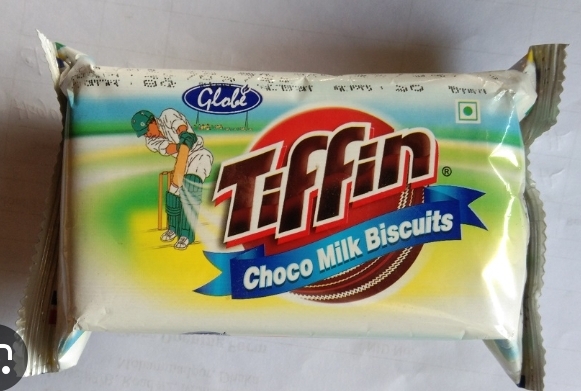 Globe
Tiffin ®
Choco Milk Biscuits